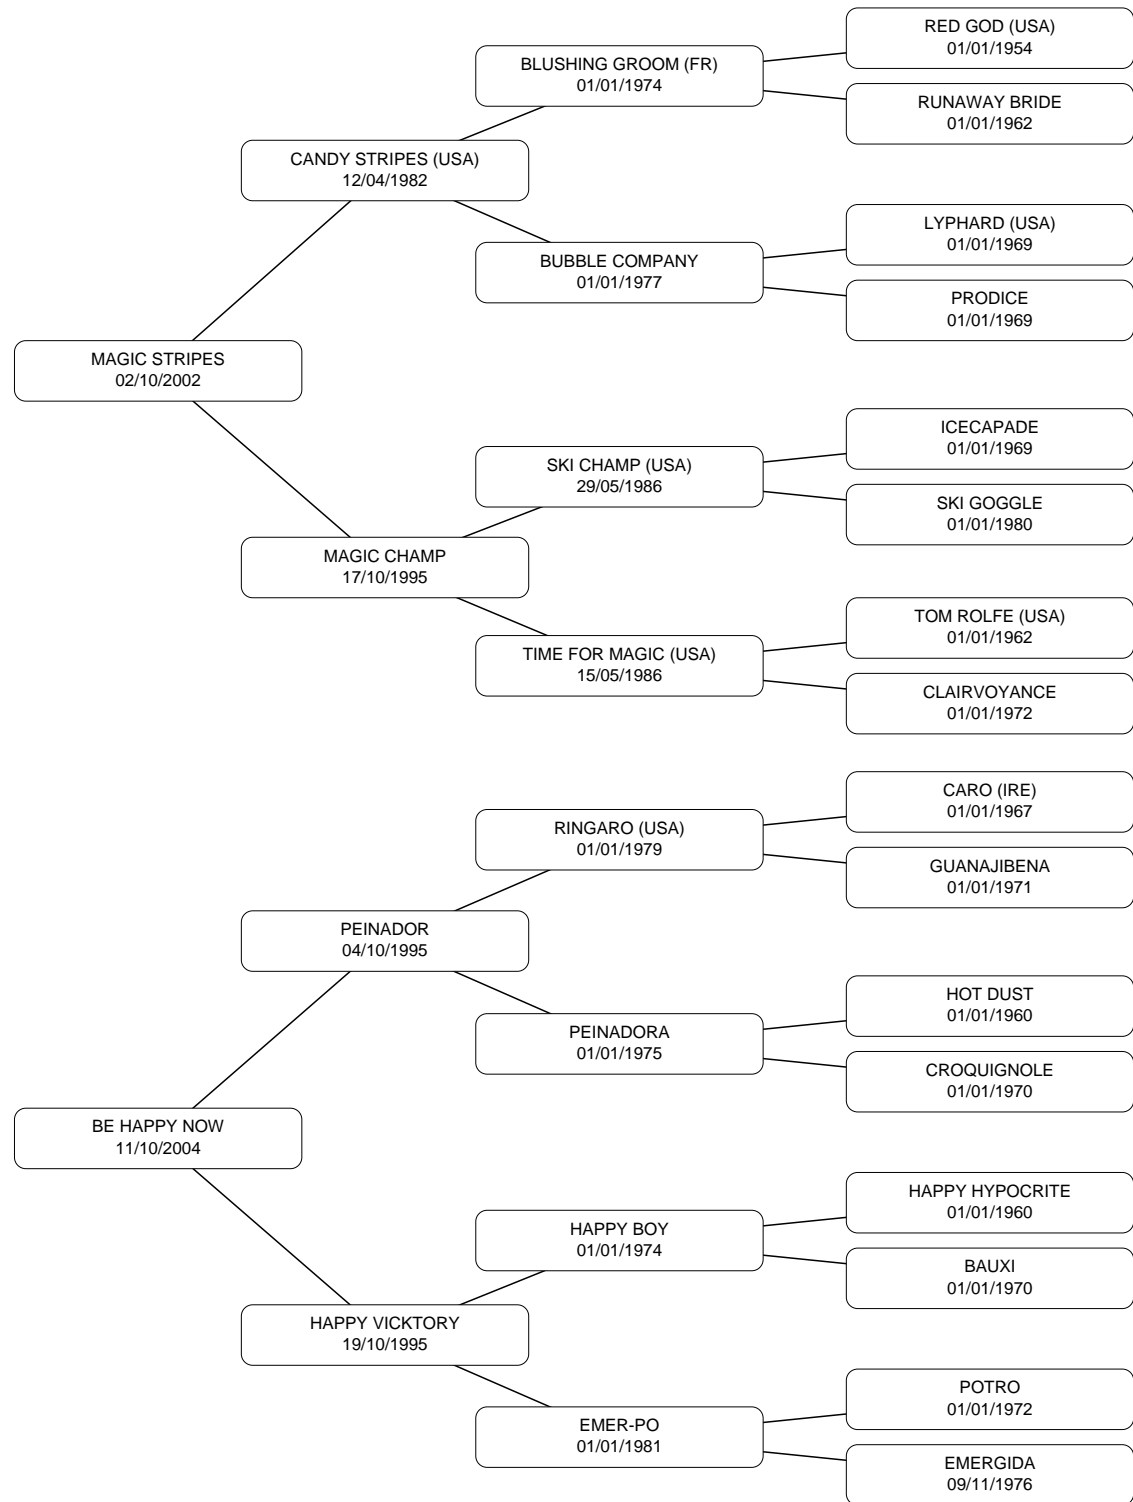 RED GOD (USA)
01/01/1954
BLUSHING GROOM (FR)
01/01/1974
RUNAWAY BRIDE
01/01/1962
CANDY STRIPES (USA)
12/04/1982
LYPHARD (USA)
01/01/1969
BUBBLE COMPANY
01/01/1977
PRODICE
01/01/1969
MAGIC STRIPES
02/10/2002
ICECAPADE
01/01/1969
SKI CHAMP (USA)
29/05/1986
SKI GOGGLE
01/01/1980
MAGIC CHAMP
17/10/1995
TOM ROLFE (USA)
01/01/1962
TIME FOR MAGIC (USA)
15/05/1986
CLAIRVOYANCE
01/01/1972
CARO (IRE)
01/01/1967
RINGARO (USA)
01/01/1979
GUANAJIBENA
01/01/1971
PEINADOR
04/10/1995
HOT DUST
01/01/1960
PEINADORA
01/01/1975
CROQUIGNOLE
01/01/1970
BE HAPPY NOW
11/10/2004
HAPPY HYPOCRITE
01/01/1960
HAPPY BOY
01/01/1974
BAUXI
01/01/1970
HAPPY VICKTORY
19/10/1995
POTRO
01/01/1972
EMER-PO
01/01/1981
EMERGIDA
09/11/1976